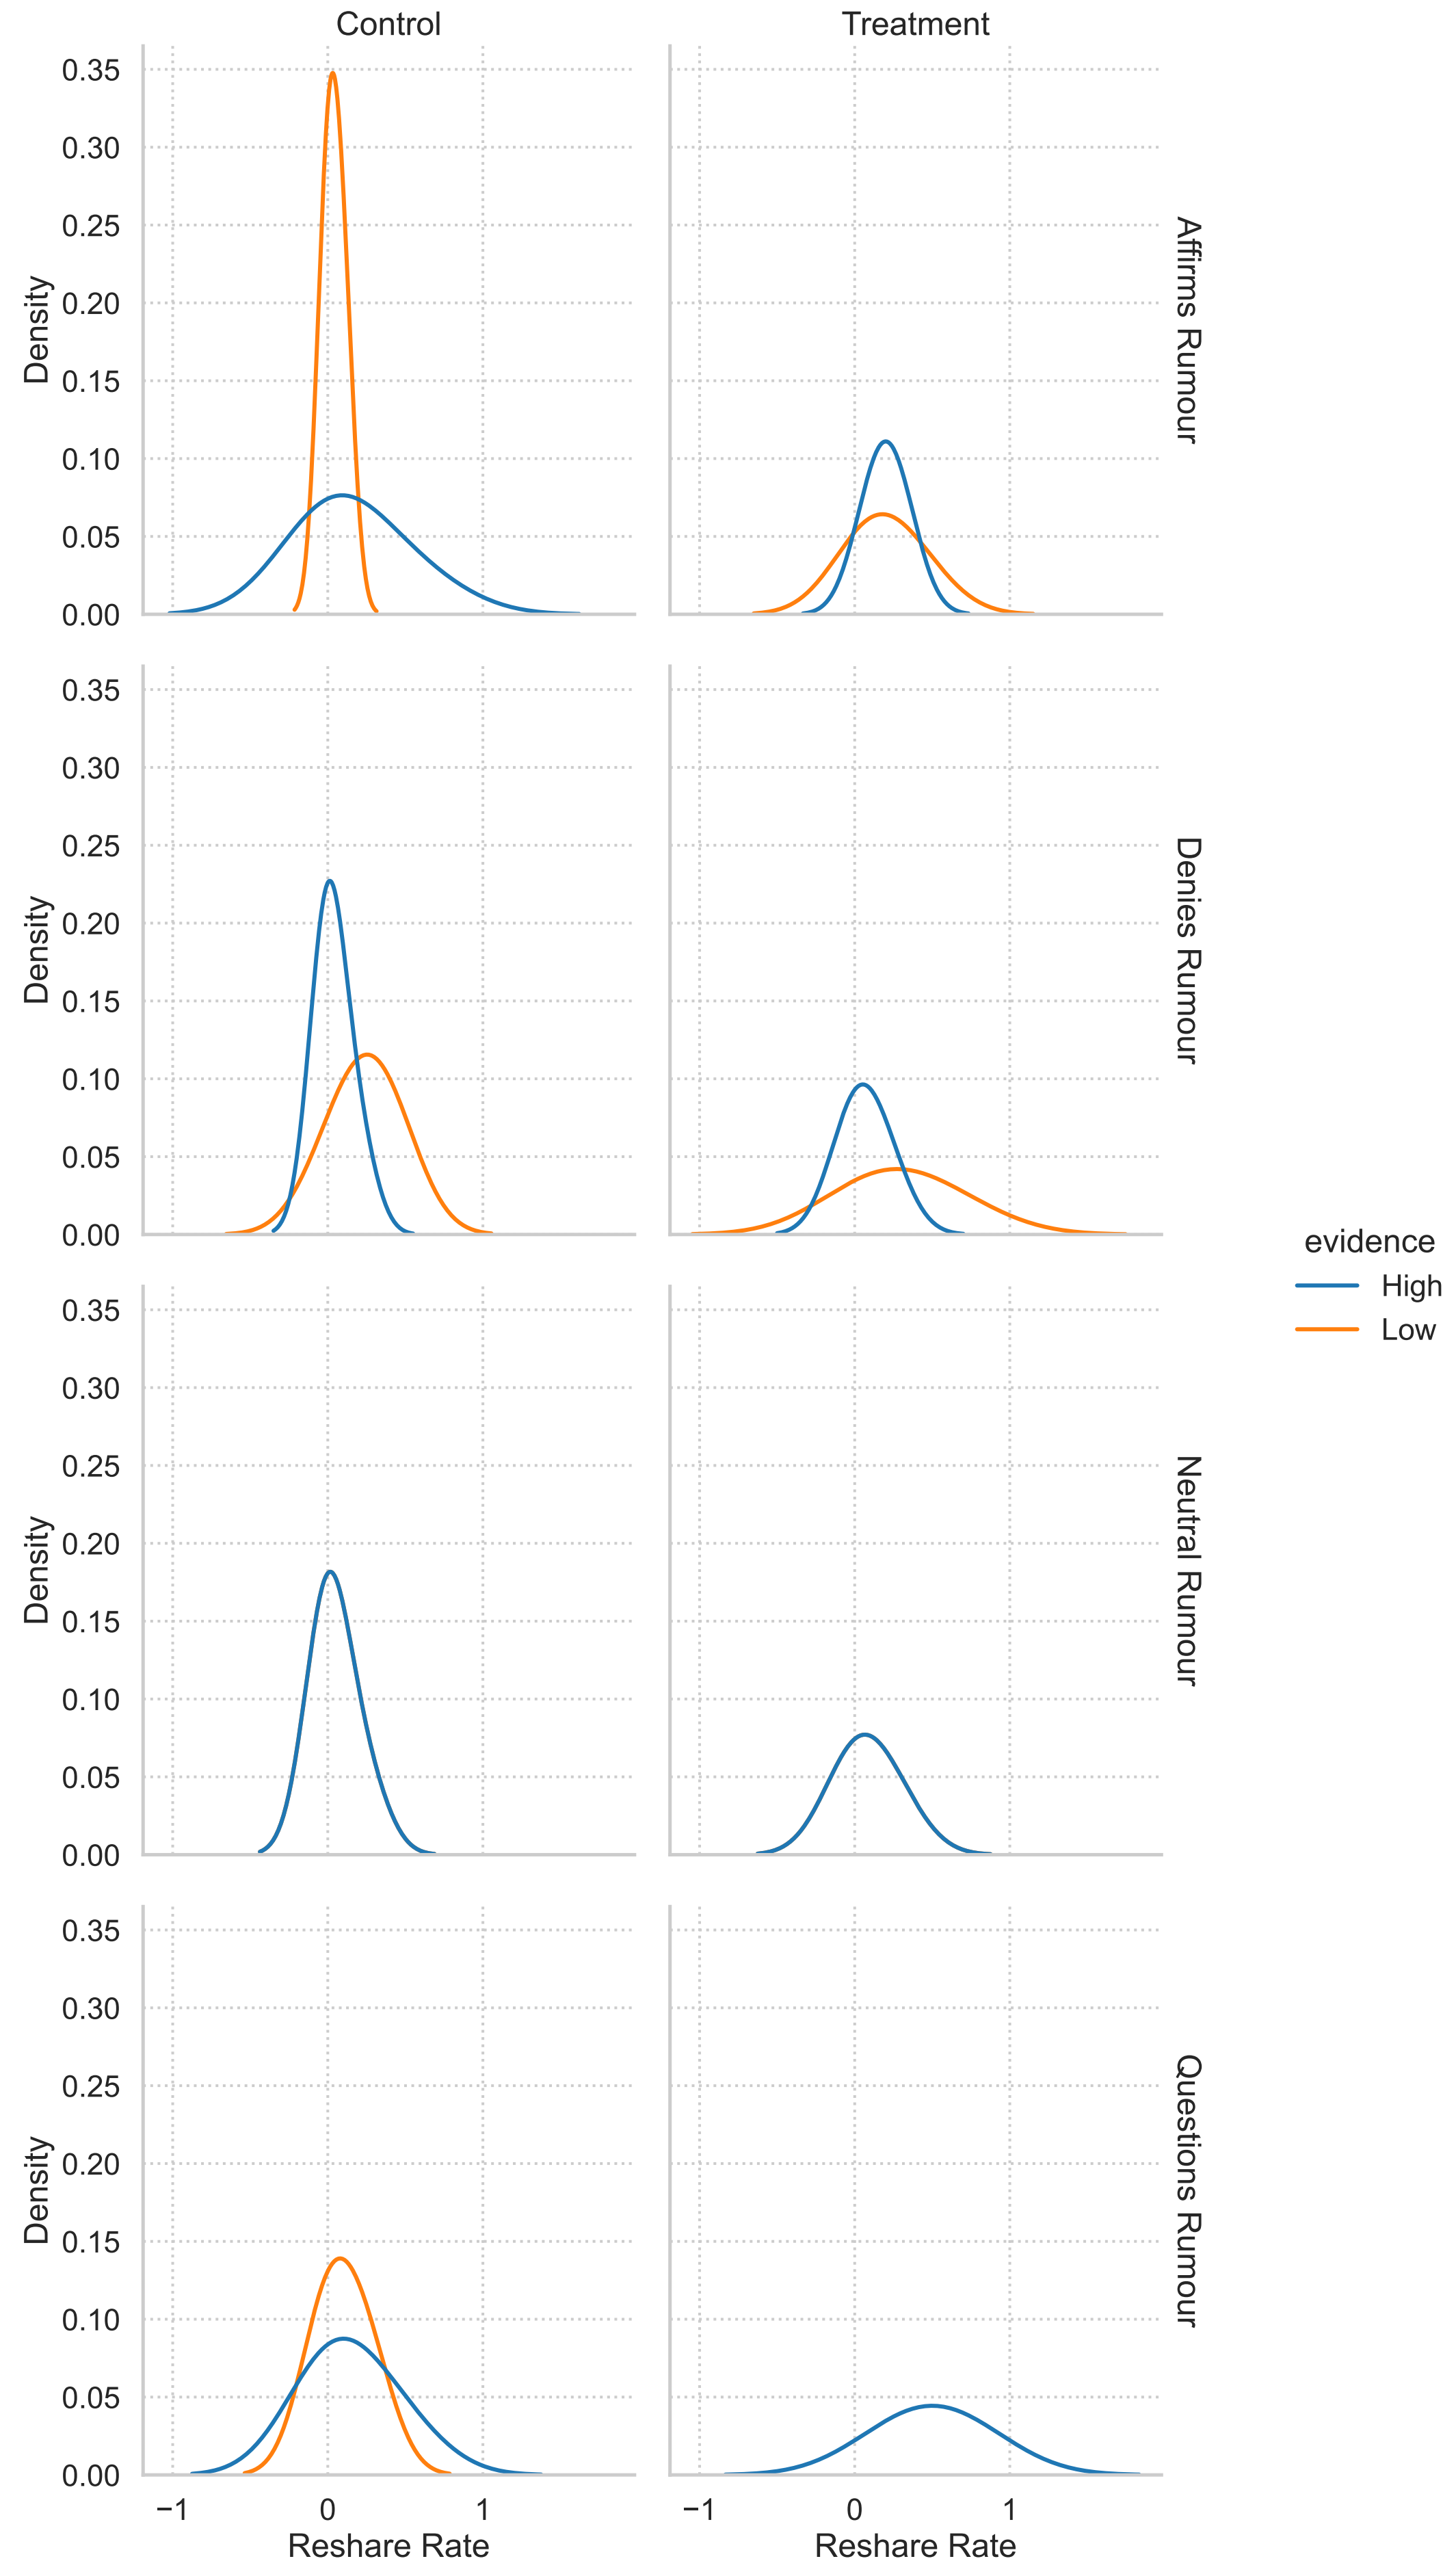 Control
Treatment
0.35
0.30
0.25
0.20
0.15
0.10
0.05
0.00
Density
Affirms Rumour
0.35
0.30
0.25
0.20
0.15
0.10
0.05
0.00
Density
Denies Rumour
evidence
High
Low
0.35
0.30
0.25
0.20
0.15
0.10
0.05
0.00
Density
Neutral Rumour
0.35
0.30
0.25
0.20
0.15
0.10
0.05
0.00
Density
Questions Rumour
−1 0 1
−1 0 1
Reshare Rate
Reshare Rate